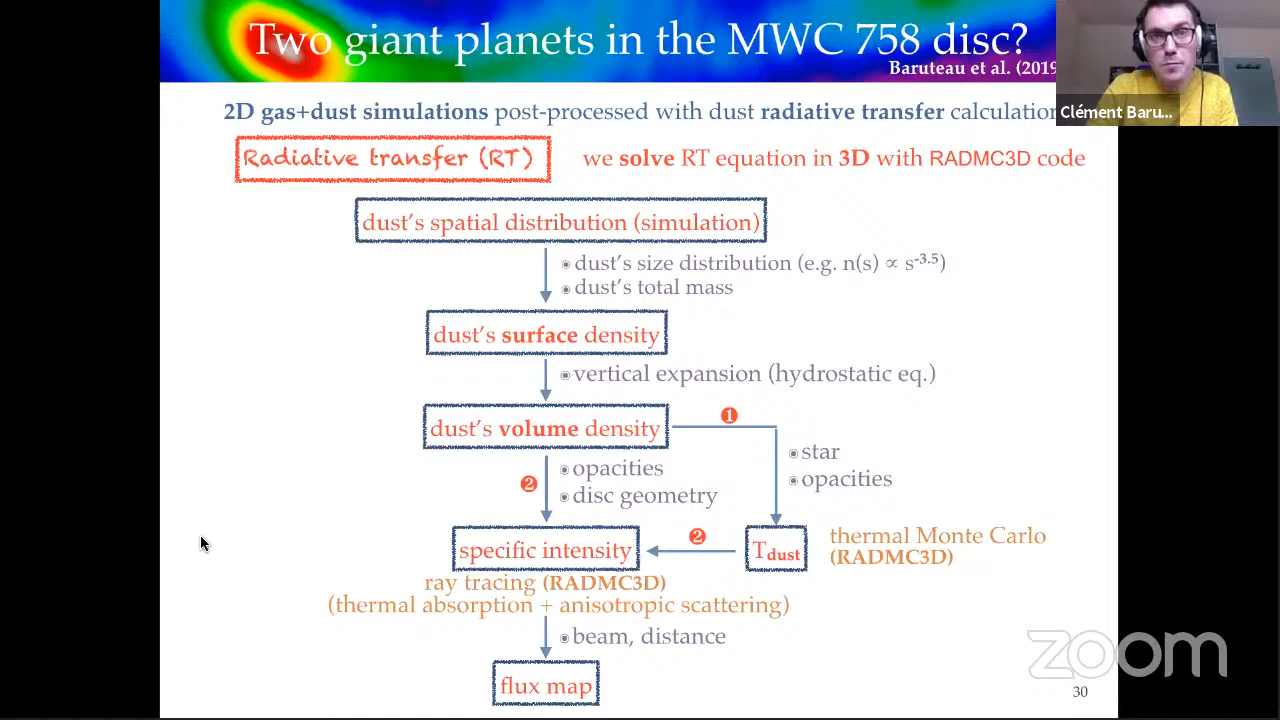 Two giant planets in the MWC 758 disc?
Baruteau et al. (2019
Clément Baru...
2D gas+dust simulations post-processed with dust radiative transfer calculation
Radiative transfer (RT)
we solve RT equation in 3D with RADMC3D code
dust's spatial distribution (simulation)
dust's size distribution (e.g. n(s) ∝ s^-3.5)
dust's total mass
dust's surface density
vertical expansion (hydrostatic eq.)
dust's volume density
1
star
opacities
2
opacities
disc geometry
specific intensity
2
Tdust
thermal Monte Carlo
(RADMC3D)
ray tracing (RADMC3D)
(thermal absorption + anisotropic scattering)
beam, distance
flux map
zoom
30